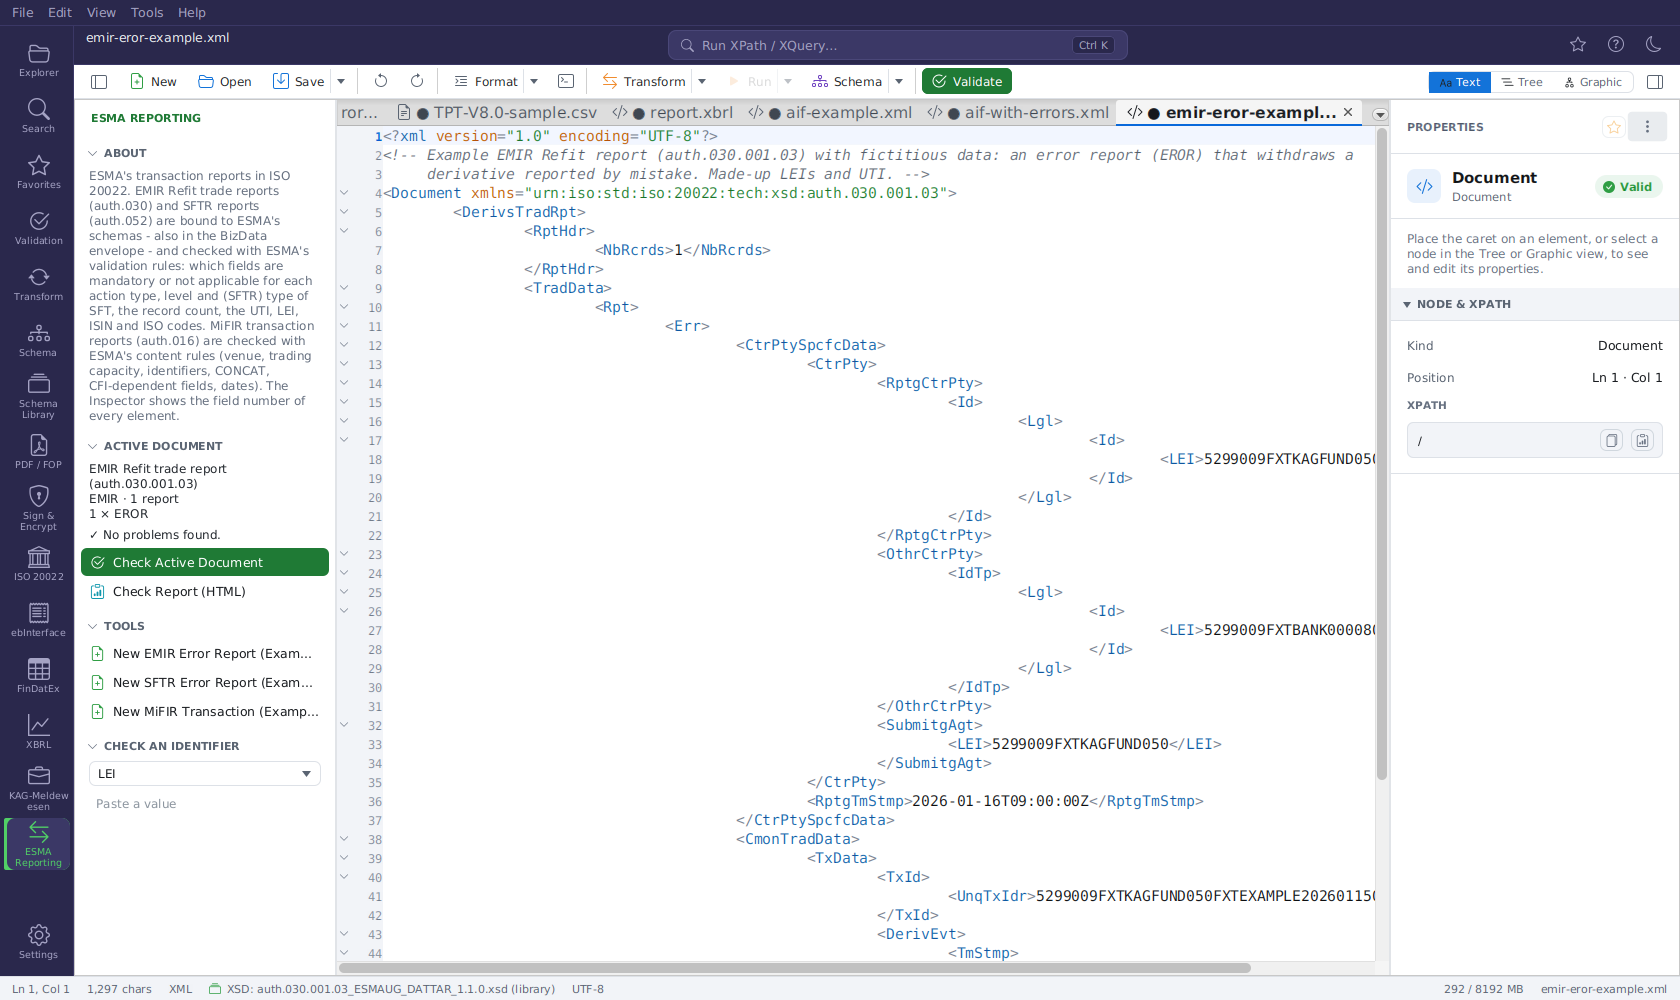 File Edit View Tools Help
emir-eror-example.xml
Run XPath / XQuery... Ctrl K
New Open Save Format Transform Run Schema Validate
Aa Text Tree Graphic
Explorer
Search
Favorites
Validation
Transform
Schema
Schema
Library
PDF / FOP
Sign &
Encrypt
ISO 20022
ebInterface
FinDatEx
XBRL
KAG-Meldew
esen
ESMA
Reporting
Settings
ESMA REPORTING
ABOUT
ESMA's transaction reports in ISO
20022. EMIR Refit trade reports
(auth.030) and SFTR reports
(auth.052) are bound to ESMA's
schemas - also in the BizData
envelope - and checked with ESMA's
validation rules: which fields are
mandatory or not applicable for each
action type, level and (SFTR) type of
SFT, the record count, the UTI, LEI,
ISIN and ISO codes. MiFIR transaction
reports (auth.016) are checked with
ESMA's content rules (venue, trading
capacity, identifiers, CONCAT,
CFI-dependent fields, dates). The
Inspector shows the field number of
every element.
ACTIVE DOCUMENT
EMIR Refit trade report
(auth.030.001.03)
EMIR · 1 report
1 × EROR
✓ No problems found.
Check Active Document
Check Report (HTML)
TOOLS
New EMIR Error Report (Exam...
New SFTR Error Report (Exam...
New MiFIR Transaction (Examp...
CHECK AN IDENTIFIER
LEI
Paste a value
ror... ● TPT-V8.0-sample.csv </> ● report.xbrl </> ● aif-example.xml </> ● aif-with-errors.xml </> ● emir-eror-exampl... ×
1 <?xml version="1.0" encoding="UTF-8"?>
2 <!-- Example EMIR Refit report (auth.030.001.03) with fictitious data: an error report (EROR) that withdraws a
3 derivative reported by mistake. Made-up LEIs and UTI. -->
4 <Document xmlns="urn:iso:std:iso:20022:tech:xsd:auth.030.001.03">
5 <DerivsTradRpt>
6 <RptHdr>
7 <NbRcrds>1</NbRcrds>
8 </RptHdr>
9 <TradData>
10 <Rpt>
11 <Err>
12 <CtrPtySpcfcData>
13 <CtrPty>
14 <RptgCtrPty>
15 <Id>
16 <Lgl>
17 <Id>
18 <LEI>5299009FXTKAGFUND050
19 </Id>
20 </Lgl>
21 </Id>
22 </RptgCtrPty>
23 <OthrCtrPty>
24 <IdTp>
25 <Lgl>
26 <Id>
27 <LEI>5299009FXTBANK000080
28 </Id>
29 </Lgl>
30 </IdTp>
31 </OthrCtrPty>
32 <SubmitgAgt>
33 <LEI>5299009FXTKAGFUND050</LEI>
34 </SubmitgAgt>
35 </CtrPty>
36 <RptgTmStmp>2026-01-16T09:00:00Z</RptgTmStmp>
37 </CtrPtySpcfcData>
38 <CmonTradData>
39 <TxData>
40 <TxId>
41 <UnqTxIdr>5299009FXTKAGFUND050FXTEXAMPLE202601150
42 </TxId>
43 <DerivEvt>
44 <TmStmp>
PROPERTIES
Document
Document
Valid
Place the caret on an element, or select a
node in the Tree or Graphic view, to see
and edit its properties.
NODE & XPATH
Kind Document
Position Ln 1 · Col 1
XPATH
/
Ln 1, Col 1 1,297 chars XML XSD: auth.030.001.03_ESMAUG_DATTAR_1.1.0.xsd (library) UTF-8 292 / 8192 MB emir-eror-example.xml